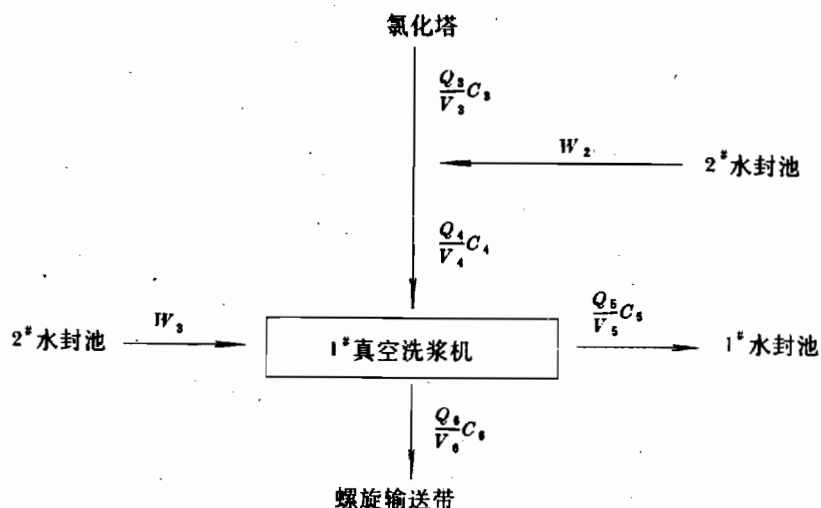 氯化塔
Q₃/V₃ C₃
W₂
2#水封池
Q₄/V₄ C₄
2#水封池
W₃
1#真空洗浆机
Q₅/V₅ C₅
1#水封池
Q₆/V₆ C₆
螺旋输送带